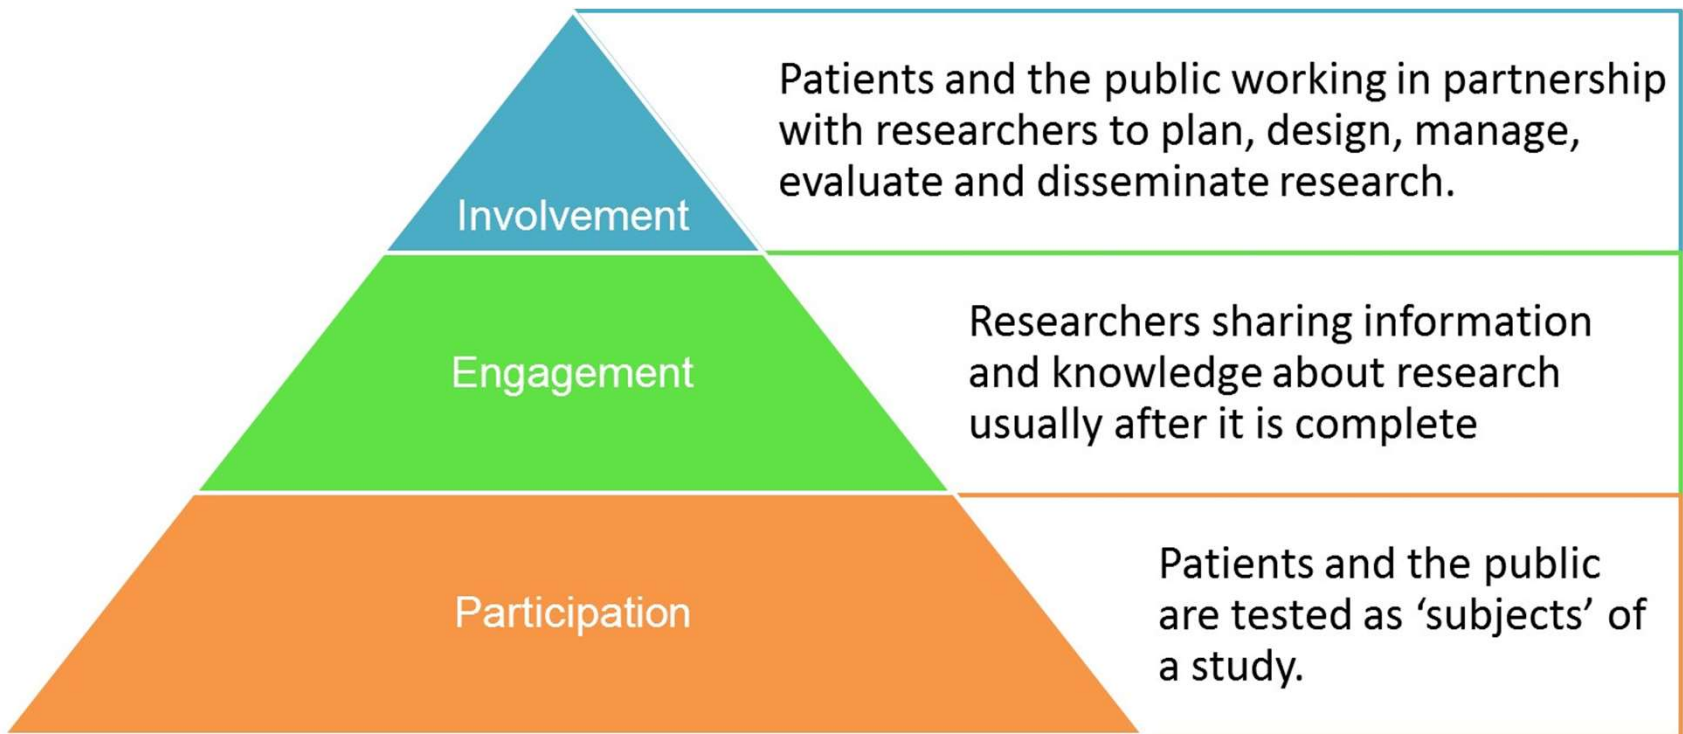 Patients and the public working in partnership
with researchers to plan, design, manage,
evaluate and disseminate research.
Involvement
Researchers sharing information
and knowledge about research
usually after it is complete
Engagement
Patients and the public
are tested as ‘subjects’ of
a study.
Participation